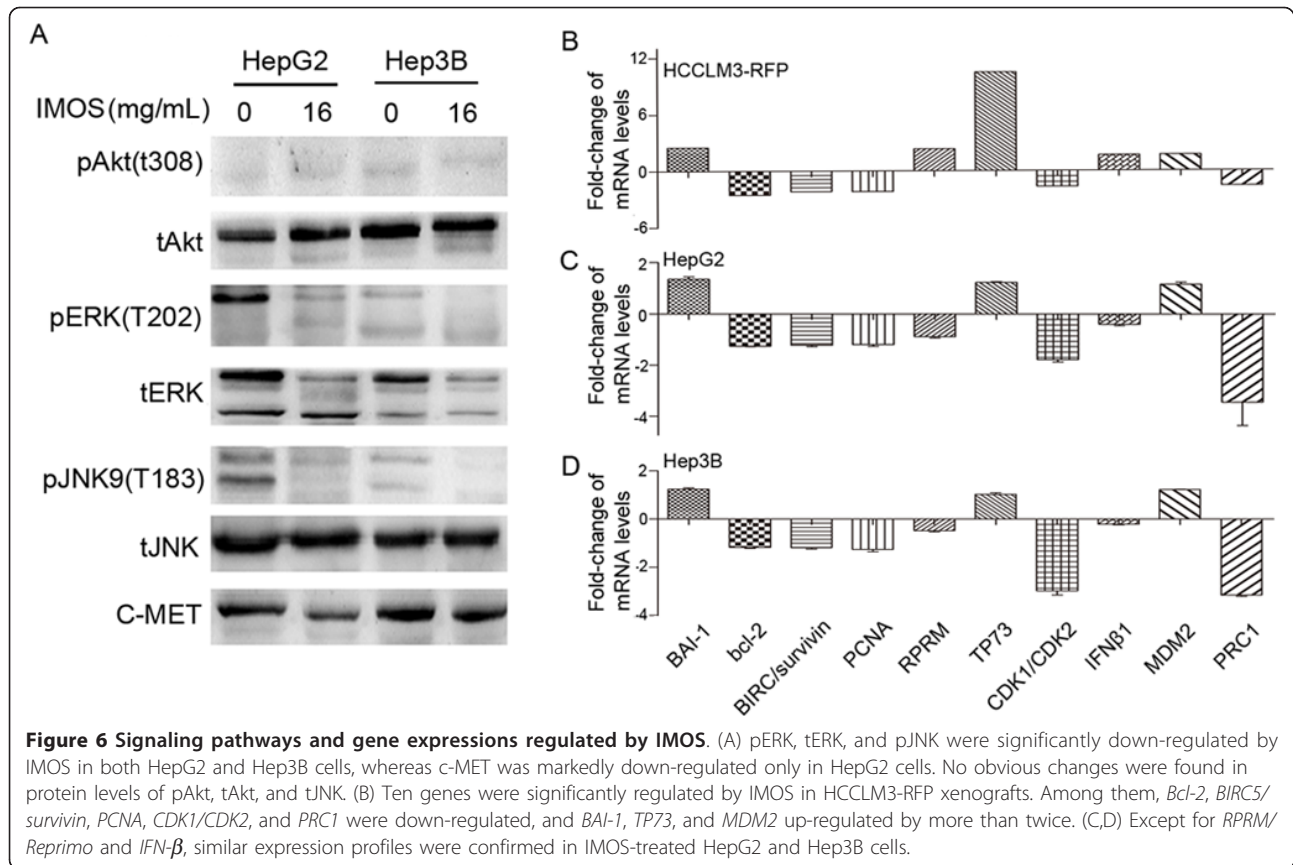 A
HepG2 Hep3B
IMOS(mg/mL) 0 16 0 16
pAkt(t308)
tAkt
pERK(T202)
tERK
pJNK9(T183)
tJNK
C-MET
B
HCCLM3-RFP
Fold-change of
mRNA levels
12
6
0
-6
C
HepG2
Fold-change of
mRNA levels
2
0
-2
-4
D
Hep3B
Fold-change of
mRNA levels
2
0
-2
-4
BAI-1
bcl-2
BIRC/survivin
PCNA
RPRM
TP73
CDK1/CDK2
IFNβ1
MDM2
PRC1
Figure 6 Signaling pathways and gene expressions regulated by IMOS. (A) pERK, tERK, and pJNK were significantly down-regulated by
IMOS in both HepG2 and Hep3B cells, whereas c-MET was markedly down-regulated only in HepG2 cells. No obvious changes were found in
protein levels of pAkt, tAkt, and tJNK. (B) Ten genes were significantly regulated by IMOS in HCCLM3-RFP xenografts. Among them, Bcl-2, BIRC5/
survivin, PCNA, CDK1/CDK2, and PRC1 were down-regulated, and BAI-1, TP73, and MDM2 up-regulated by more than twice. (C,D) Except for RPRM/
Reprimo and IFN-β, similar expression profiles were confirmed in IMOS-treated HepG2 and Hep3B cells.